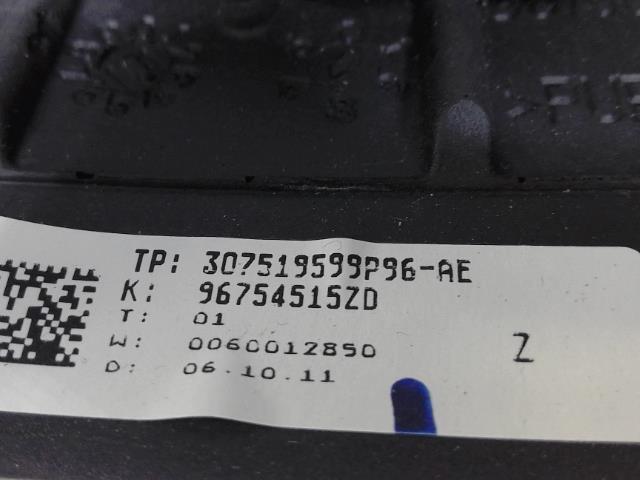 TP: 307519599P96-AE
K: 96754515ZD
T: 01
W: 0060012850
Z
D: 06.10.11